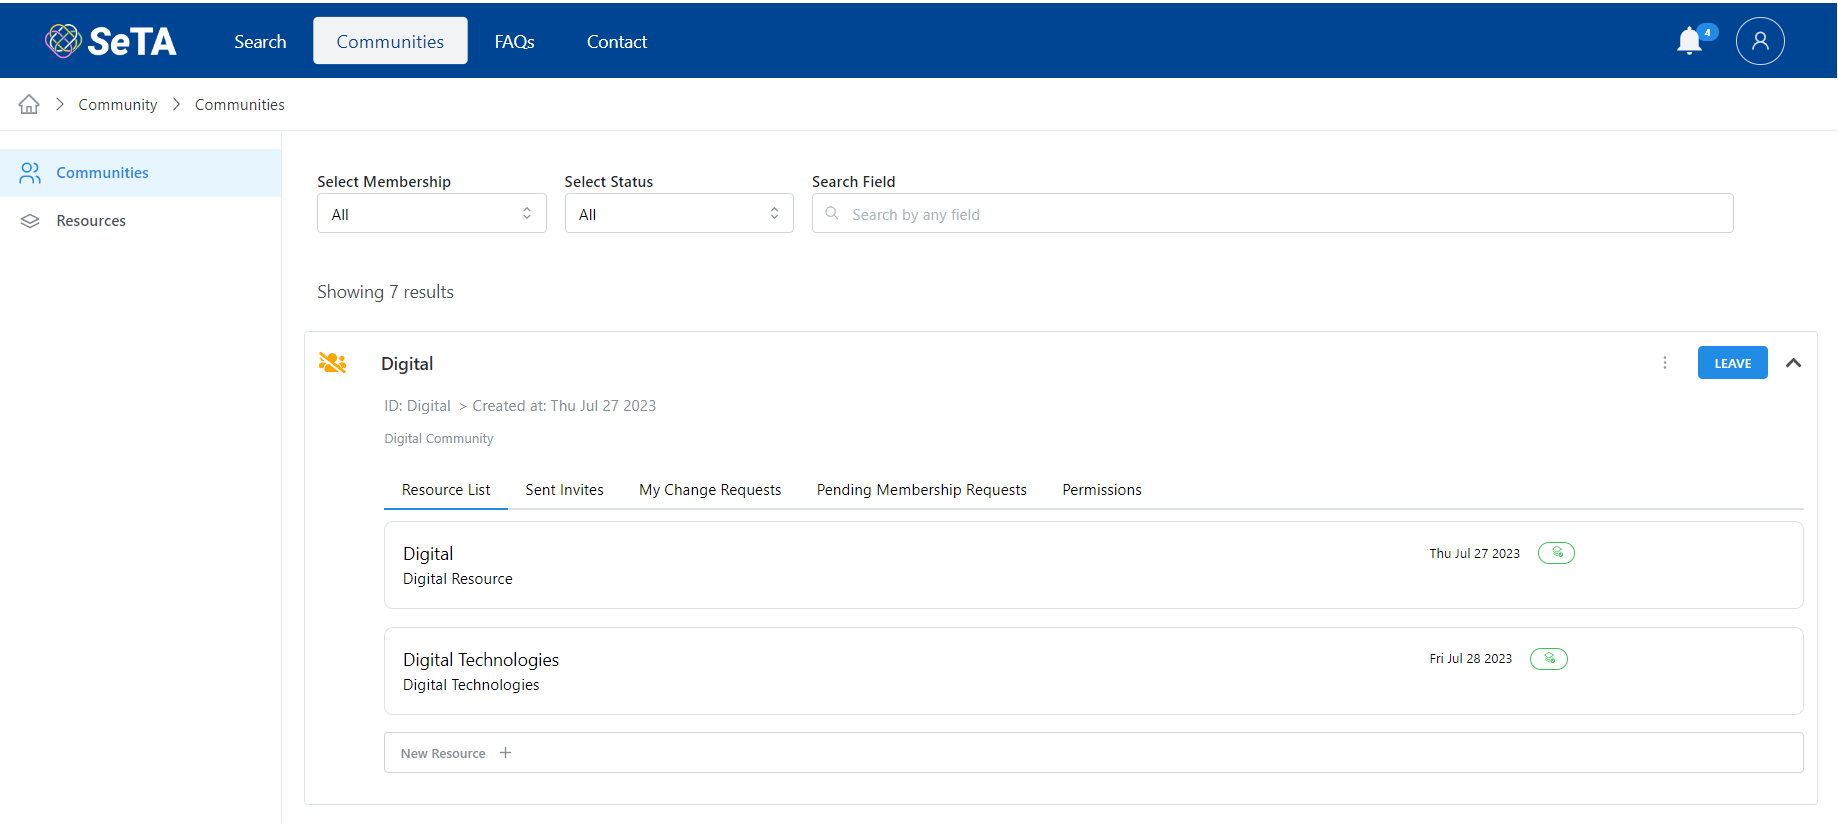 SeTA Search Communities FAQs Contact 4
Community Communities
Communities
Resources
Select Membership Select Status Search Field
All All Search by any field
Showing 7 results
Digital LEAVE
ID: Digital > Created at: Thu Jul 27 2023
Digital Community
Resource List Sent Invites My Change Requests Pending Membership Requests Permissions
Digital Thu Jul 27 2023
Digital Resource
Digital Technologies Fri Jul 28 2023
Digital Technologies
New Resource +